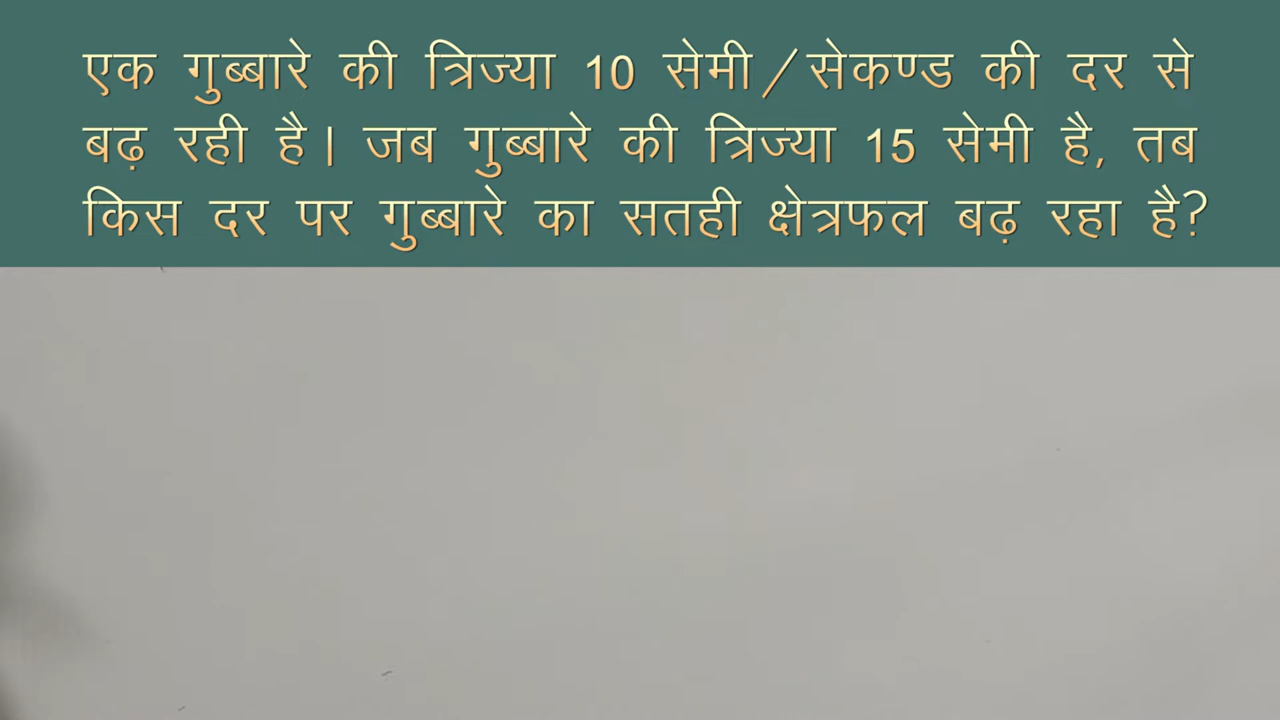 एक गुब्बारे की त्रिज्या 10 सेमी/सेकण्ड की दर से
बढ़ रही है। जब गुब्बारे की त्रिज्या 15 सेमी है, तब
किस दर पर गुब्बारे का सतही क्षेत्रफल बढ़ रहा है?